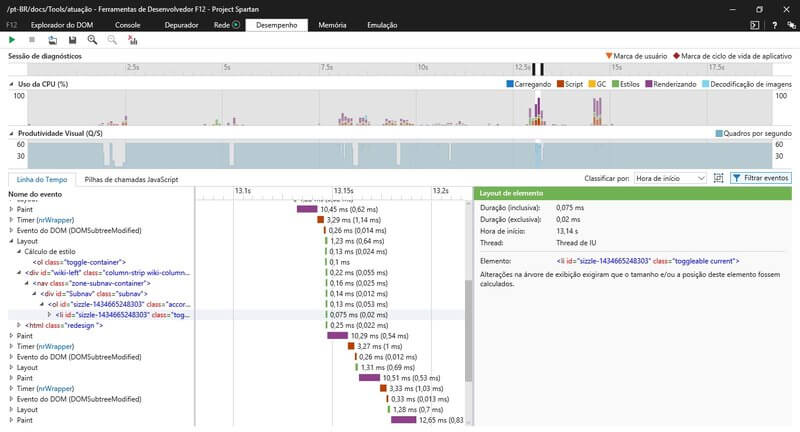 /pt-BR/docs/Tools/atuação - Ferramentas de Desenvolvedor F12 - Project Spartan
F12 Explorador do DOM Console Depurador Rede Desempenho Memória Emulação
Sessão de diagnósticos Marca de usuário Marca de ciclo de vida de aplicativo
2.5s 5s 7.5s 10s 12.5s 15s 17.5s
Uso da CPU (%) Carregando Script GC Estilos Renderizando Decodificação de imagens
100 100
Produtividade Visual (Q/S) Quadros por segundo
60 60
30 30
Linha do Tempo Pilhas de chamadas JavaScript Classificar por: Hora de início Filtrar eventos
Nome do evento 13.1s 13.15s 13.2s
Layout
Paint 10,45 ms (0,62 ms)
Timer (nrWrapper) 3,29 ms (1,14 ms)
Evento do DOM (DOMSubtreeModified) 0,26 ms (0,014 ms)
Layout 1,23 ms (0,64 ms)
Cálculo de estilo 0,13 ms (0,024 ms)
<ol class="toggle-container"> 0,1 ms
<div id="wiki-left" class="column-strip wiki-column... 0,22 ms (0,055 ms)
<nav class="zone-subnav-container"> 0,16 ms (0,025 ms)
<div id="Subnav" class="subnav"> 0,14 ms (0,012 ms)
<ol id="sizzle-1434665248303" class="accor... 0,13 ms (0,053 ms)
<li id="sizzle-1434665248303" class="tog... 0,075 ms (0,02 ms)
<html class="redesign "> 0,25 ms (0,022 ms)
Paint 10,29 ms (0,54 ms)
Timer (nrWrapper) 3,27 ms (1 ms)
Evento do DOM (DOMSubtreeModified) 0,26 ms (0,012 ms)
Layout 1,31 ms (0,69 ms)
Paint 10,51 ms (0,53 ms)
Timer (nrWrapper) 3,33 ms (1,03 ms)
Evento do DOM (DOMSubtreeModified) 0,33 ms (0,013 ms)
Layout 1,28 ms (0,7 ms)
Paint 12,65 ms (0,83
Layout de elemento
Duração (inclusiva): 0,075 ms
Duração (exclusiva): 0,02 ms
Hora de início: 13,14 s
Thread: Thread de IU
Elemento: <li id="sizzle-1434665248303" class="toggleable current">
Alterações na árvore de exibição exigiram que o tamanho e/ou a posição deste elemento fossem
calculados.